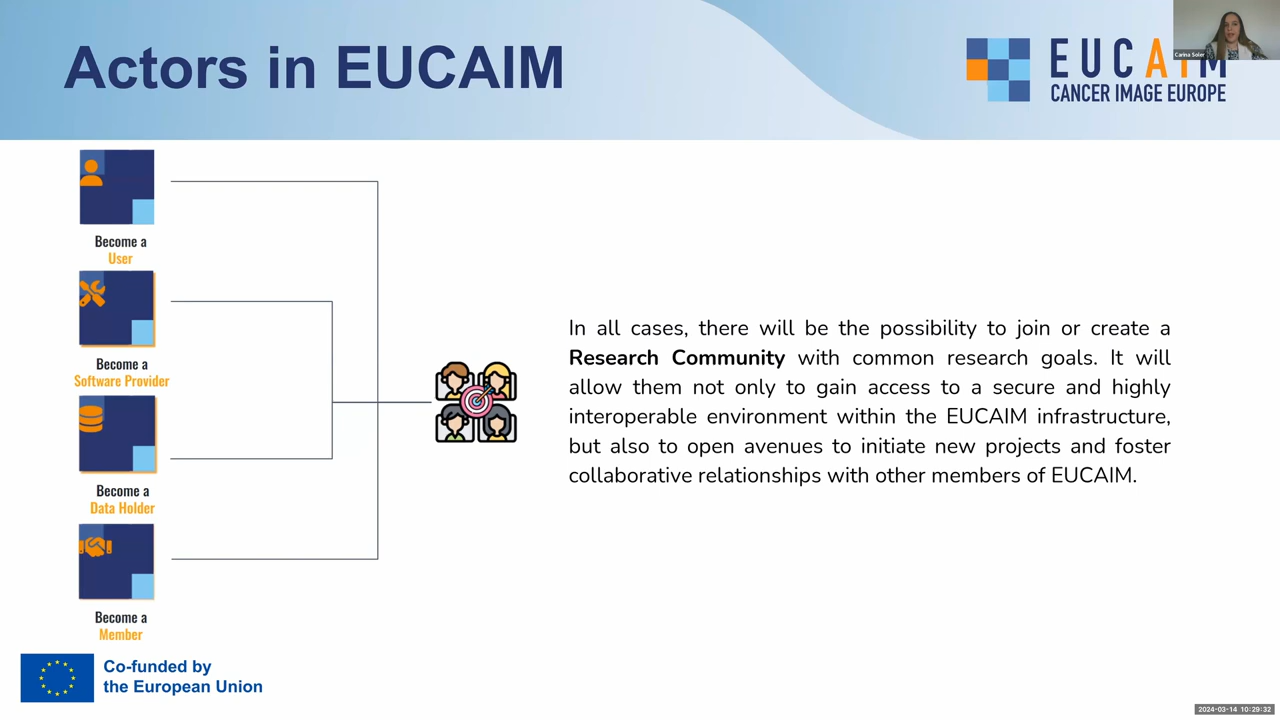 Actors in EUCAIM
Carina Soler
EUCAIM
CANCER IMAGE EUROPE
Become a
User
Become a
Software Provider
Become a
Data Holder
Become a
Member
In all cases, there will be the possibility to join or create a
Research Community with common research goals. It will
allow them not only to gain access to a secure and highly
interoperable environment within the EUCAIM infrastructure,
but also to open avenues to initiate new projects and foster
collaborative relationships with other members of EUCAIM.
Co-funded by
the European Union
2024-03-14 10:29:32